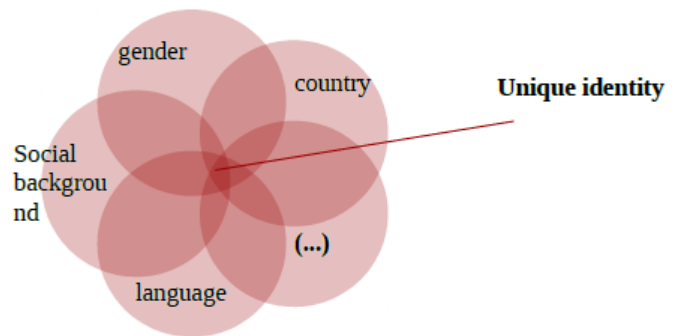 gender
country
Unique identity
Social
backgrou
nd
(...)
language